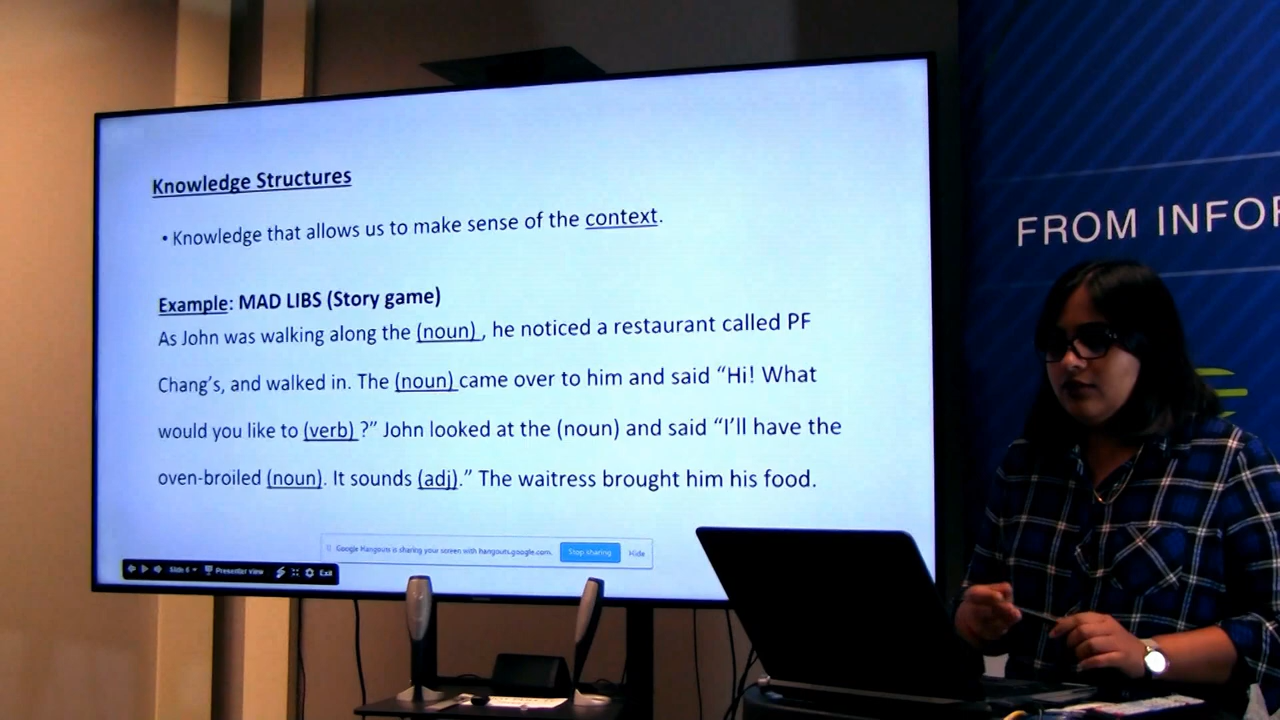 Knowledge Structures
• Knowledge that allows us to make sense of the context.
Example: MAD LIBS (Story game)
As John was walking along the (noun) , he noticed a restaurant called PF
Chang's, and walked in. The (noun) came over to him and said “Hi! What
would you like to (verb) ?” John looked at the (noun) and said “I'll have the
oven-broiled (noun). It sounds (adj).” The waitress brought him his food.
Google Hangouts is sharing your screen with hangouts.google.com. Stop sharing Hide
Slide 6 Presenter view Exit
FROM INFOR